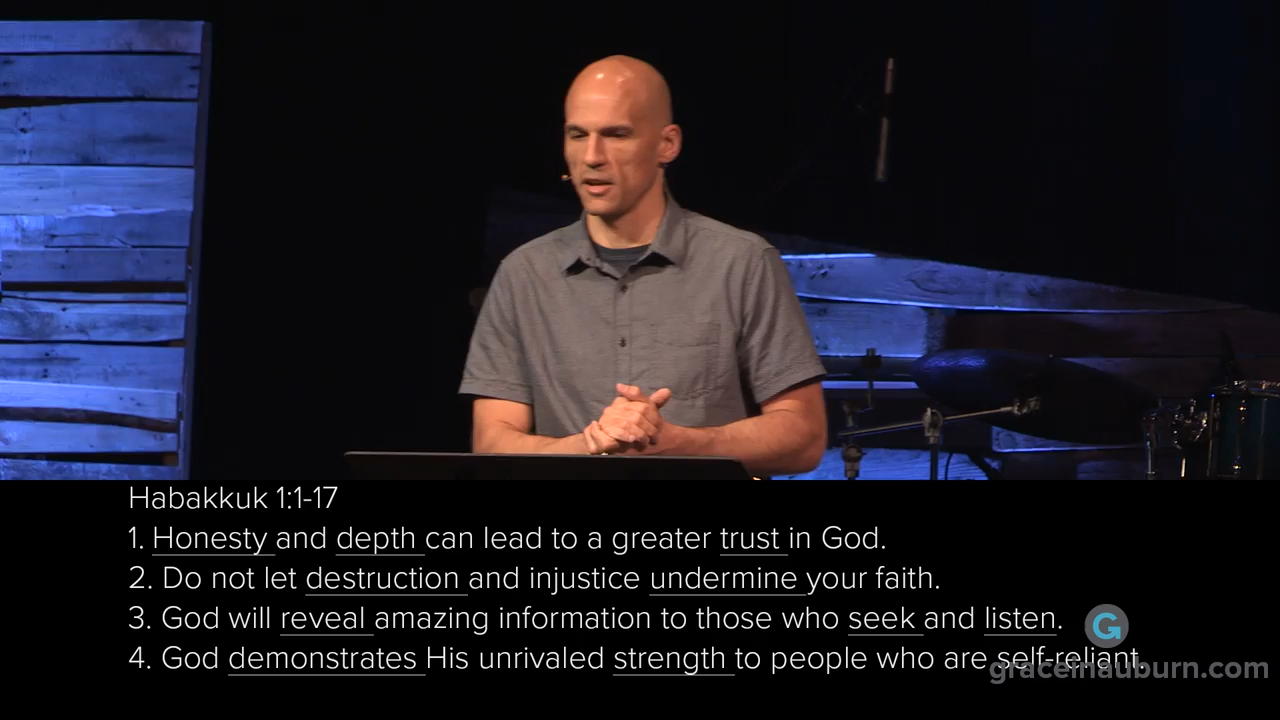 Habakkuk 1:1-17
1. Honesty and depth can lead to a greater trust in God.
2. Do not let destruction and injustice undermine your faith.
3. God will reveal amazing information to those who seek and listen.
4. God demonstrates His unrivaled strength to people who are self-reliant.
G
graceinauburn.com